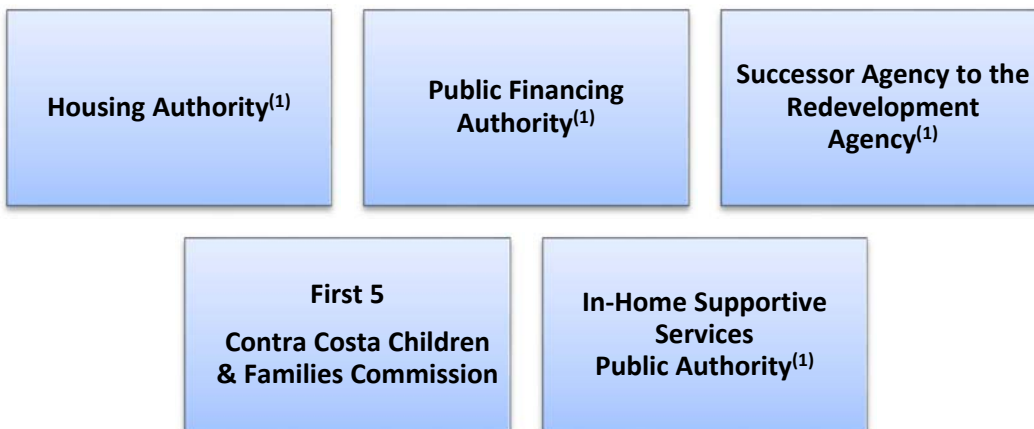 Housing Authority(1)
Public Financing
Authority(1)
Successor Agency to the
Redevelopment
Agency(1)
First 5
Contra Costa Children
& Families Commission
In-Home Supportive
Services
Public Authority(1)